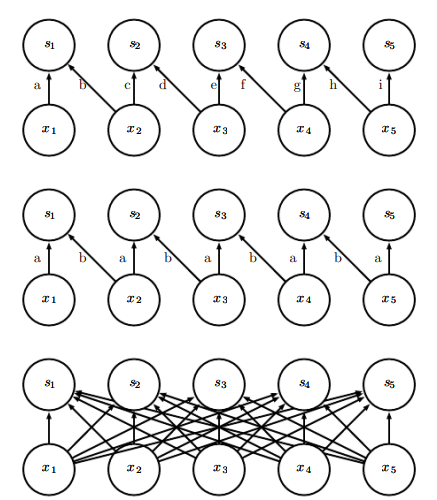 s1 s2 s3 s4 s5
a b c d e f g h i
x1 x2 x3 x4 x5
s1 s2 s3 s4 s5
a b a b a b a b a
x1 x2 x3 x4 x5
s1 s2 s3 s4 s5
x1 x2 x3 x4 x5